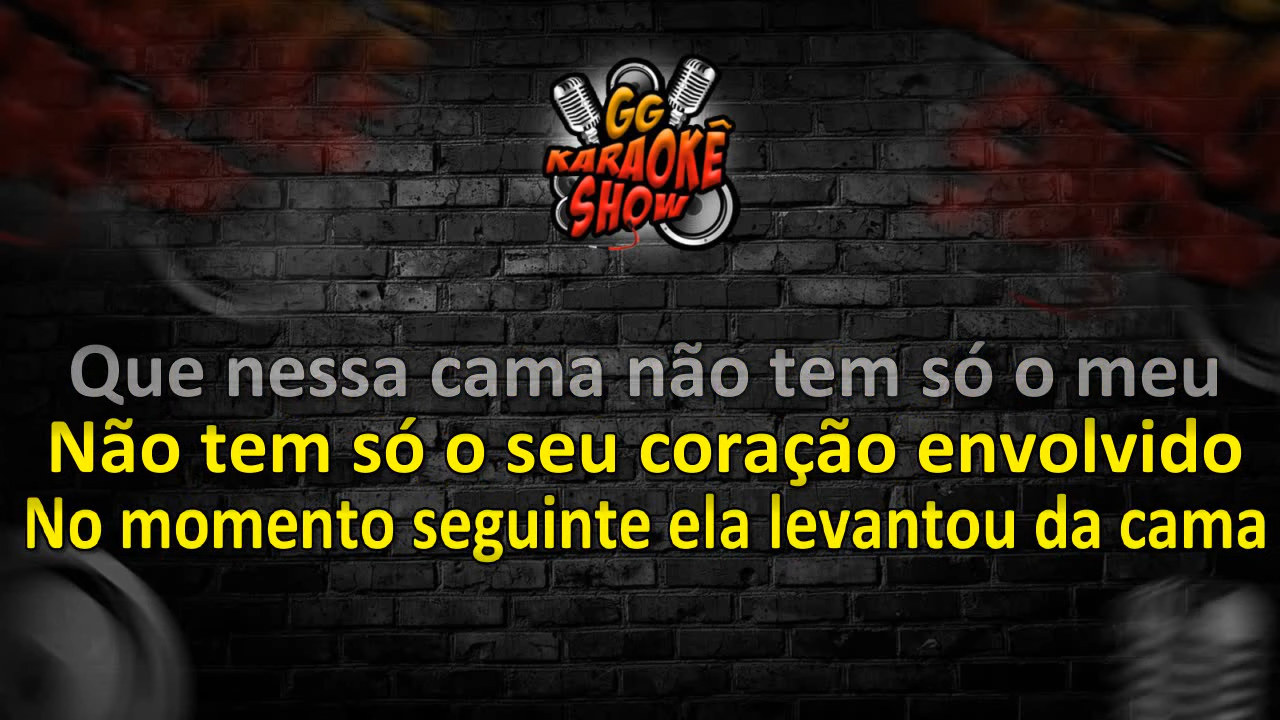 GG
KARAOKÊ
SHOW
Que nessa cama não tem só o meu
Não tem só o seu coração envolvido
No momento seguinte ela levantou da cama